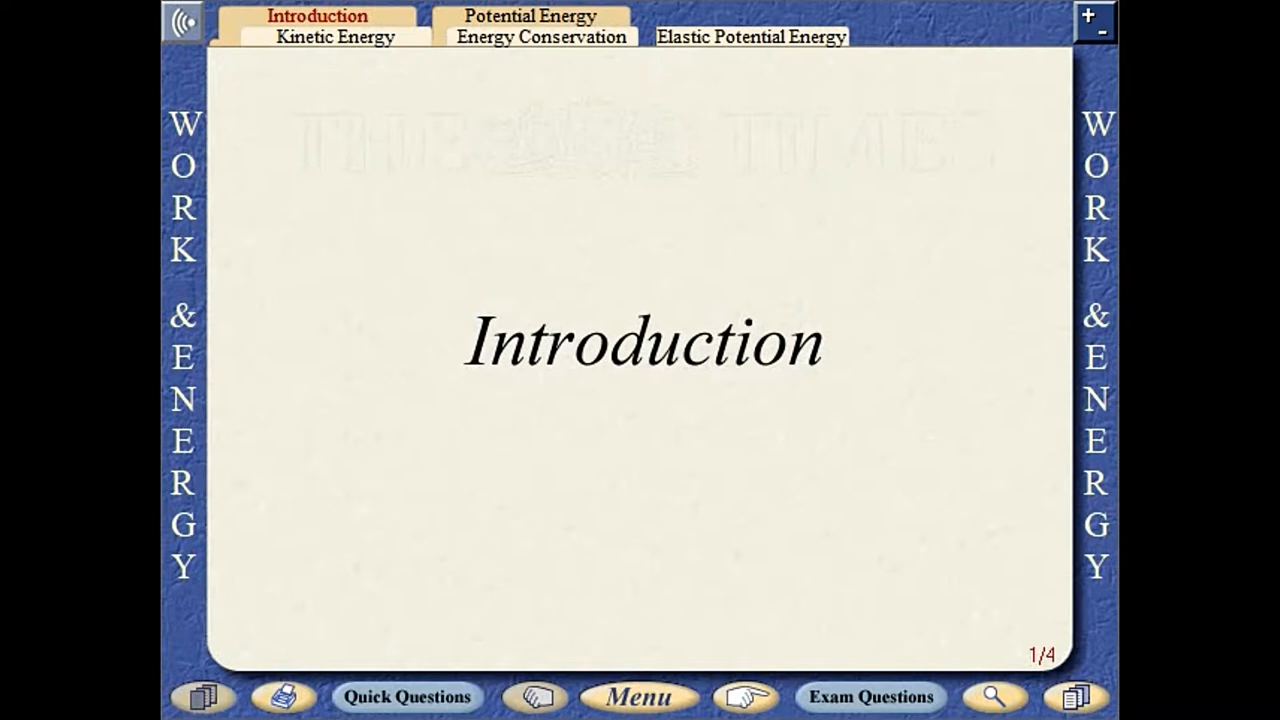 Introduction
Potential Energy
Kinetic Energy
Energy Conservation
Elastic Potential Energy
+
-
WORK & ENERGY
Introduction
WORK & ENERGY
1/4
Quick Questions
Menu
Exam Questions